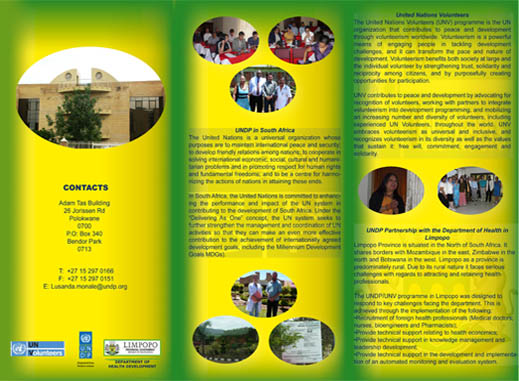 CONTACTS
Adam Tas Building
26 Jorssen Rd
Polokwane
0700
P.O: Box 340
Bendor Park
0713
T: +27 15 297 0166
F: +27 15 297 0151
E: Lusanda.monale@undp.org
UN
Volunteers
LIMPOPO
DEPARTMENT OF
HEALTH DEVELOPMENT
UNDP in South Africa
The United Nations is a universal organization whose
purposes are to maintain international peace and security;
to develop friendly relations among nations; to cooperate in
solving international economic, social, cultural and human-
itarian problems and in promoting respect for human rights
and fundamental freedoms; and to be a centre for harmo-
nizing the actions of nations in attaining these ends.
In South Africa, the United Nations is committed to enhanc-
ing the performance and impact of the UN system in
contributing to the development of South Africa. Under the
"Delivering As One" concept, the UN system seeks to
further strengthen the management and coordination of UN
activities so that they can make an even more effective
contribution to the achievement of internationally agreed
development goals, including the Millennium Development
Goals MDGs).
United Nations Volunteers
The United Nations Volunteers (UNV) programme is the UN
organization that contributes to peace and development
through volunteerism worldwide. Volunteerism is a powerful
means of engaging people in tackling development
challenges, and it can transform the pace and nature of
development. Volunteerism benefits both society at large and
the individual volunteer by strengthening trust, solidarity and
reciprocity among citizens, and by purposefully creating
opportunities for participation.
UNV contributes to peace and development by advocating for
recognition of volunteers, working with partners to integrate
volunteerism into development programming, and mobilizing
an increasing number and diversity of volunteers, including
experienced UN Volunteers, throughout the world. UNV
embraces volunteerism as universal and inclusive, and
recognizes volunteerism in its diversity as well as the values
that sustain it: free will, commitment, engagement and
solidarity.
UNDP Partnership with the Department of Health in
Limpopo
Limpopo Province is situated in the North of South Africa. It
shares borders with Mozambique in the east, Zimbabwe in the
north and Botswana in the west. Limpopo as a province is
predominately rural. Due to its rural nature it faces serious
challenges with regards to attracting and retaining health
professionals.
The UNDP/UNV programme in Limpopo was designed to
respond to key challenges facing the department. This is
achieved through the implementation of the following:
•Recruitment of foreign health professionals (Medical doctors,
nurses, bioengineers and Pharmacists);
•Provide technical support relating to health economics;
•Provide technical support in knowledge management and
leadership development;
•Provide technical support in the development and implementa-
tion of an automated monitoring and evaluation system.